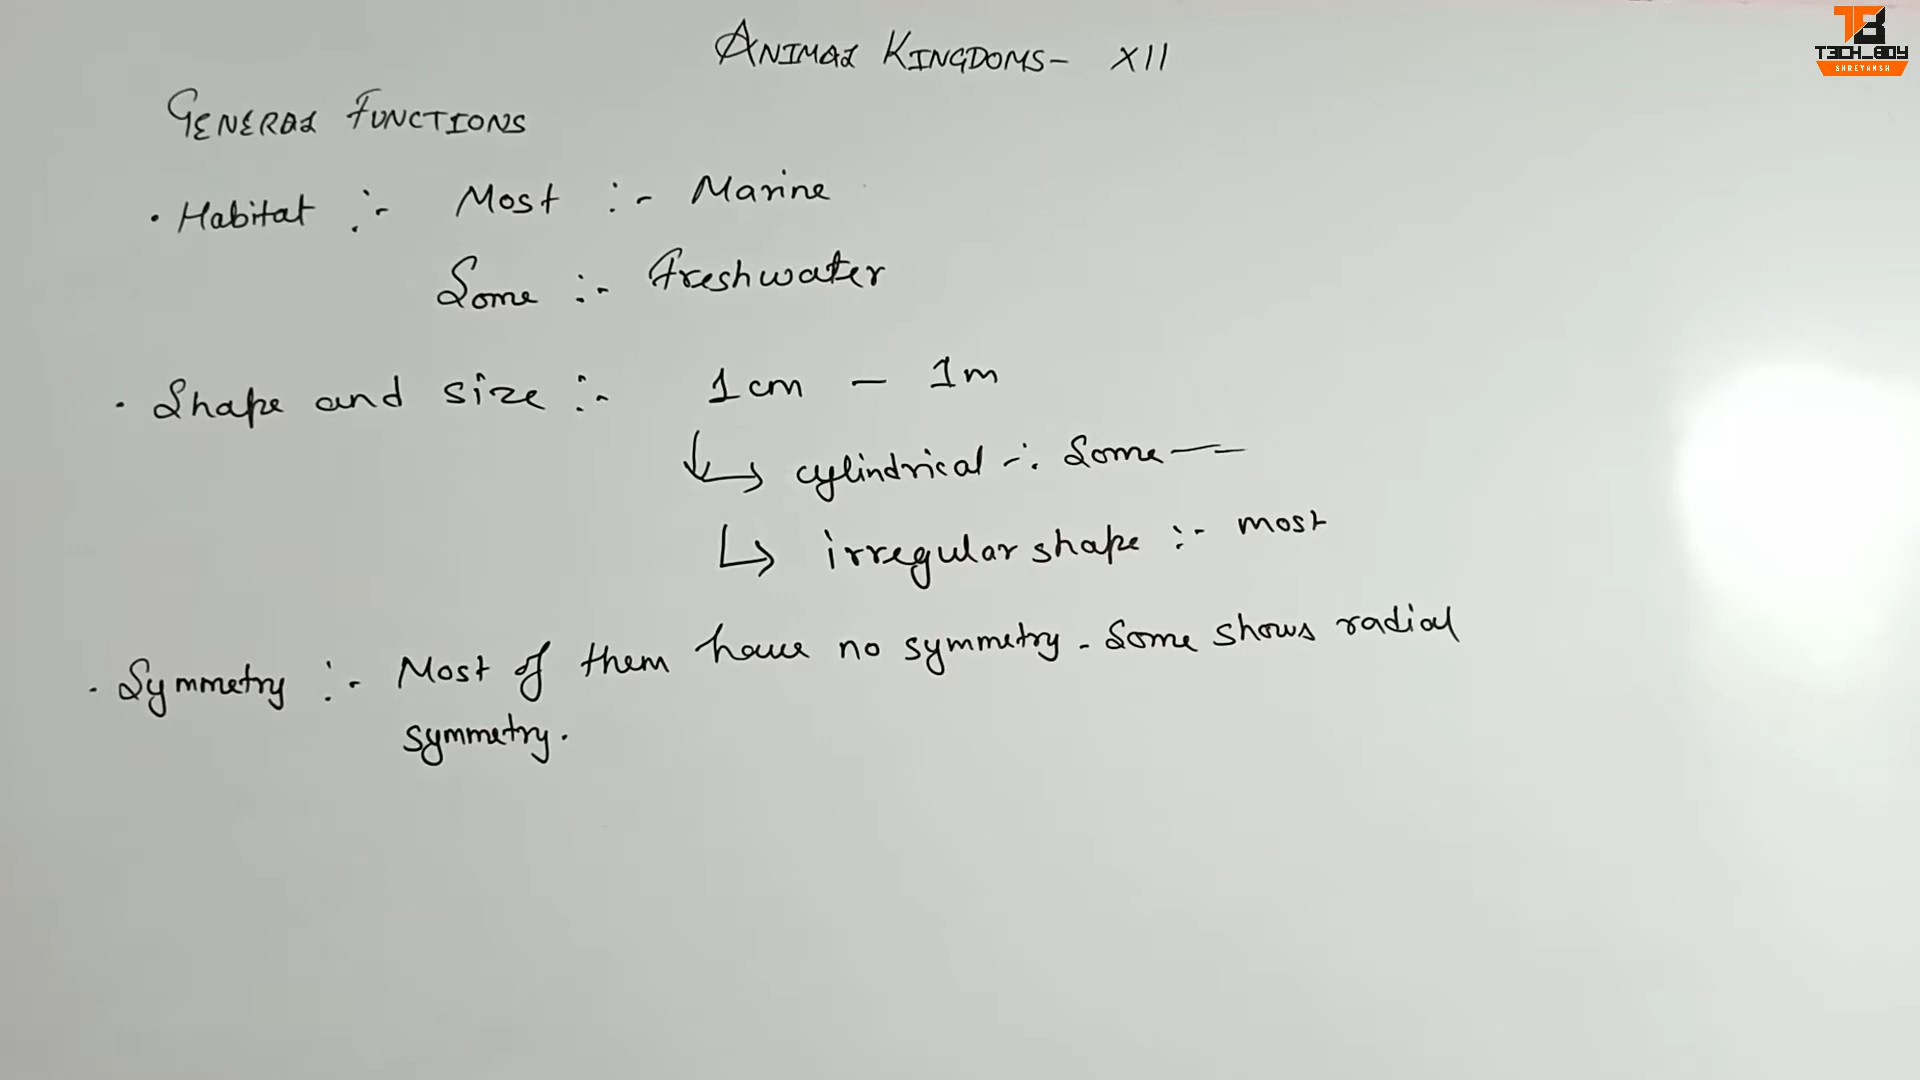 ANIMAL KINGDOMS- XII
T3CH_BOY
SHREYANSH
GENERAL FUNCTIONS
• Habitat :- Most :- Marine
Some :- Freshwater
• Shape and size :- 1cm - 1m
↳ cylindrical -: Some —
↳ irregular shape :- most
• Symmetry :- Most of them have no symmetry. Some shows radial
symmetry.